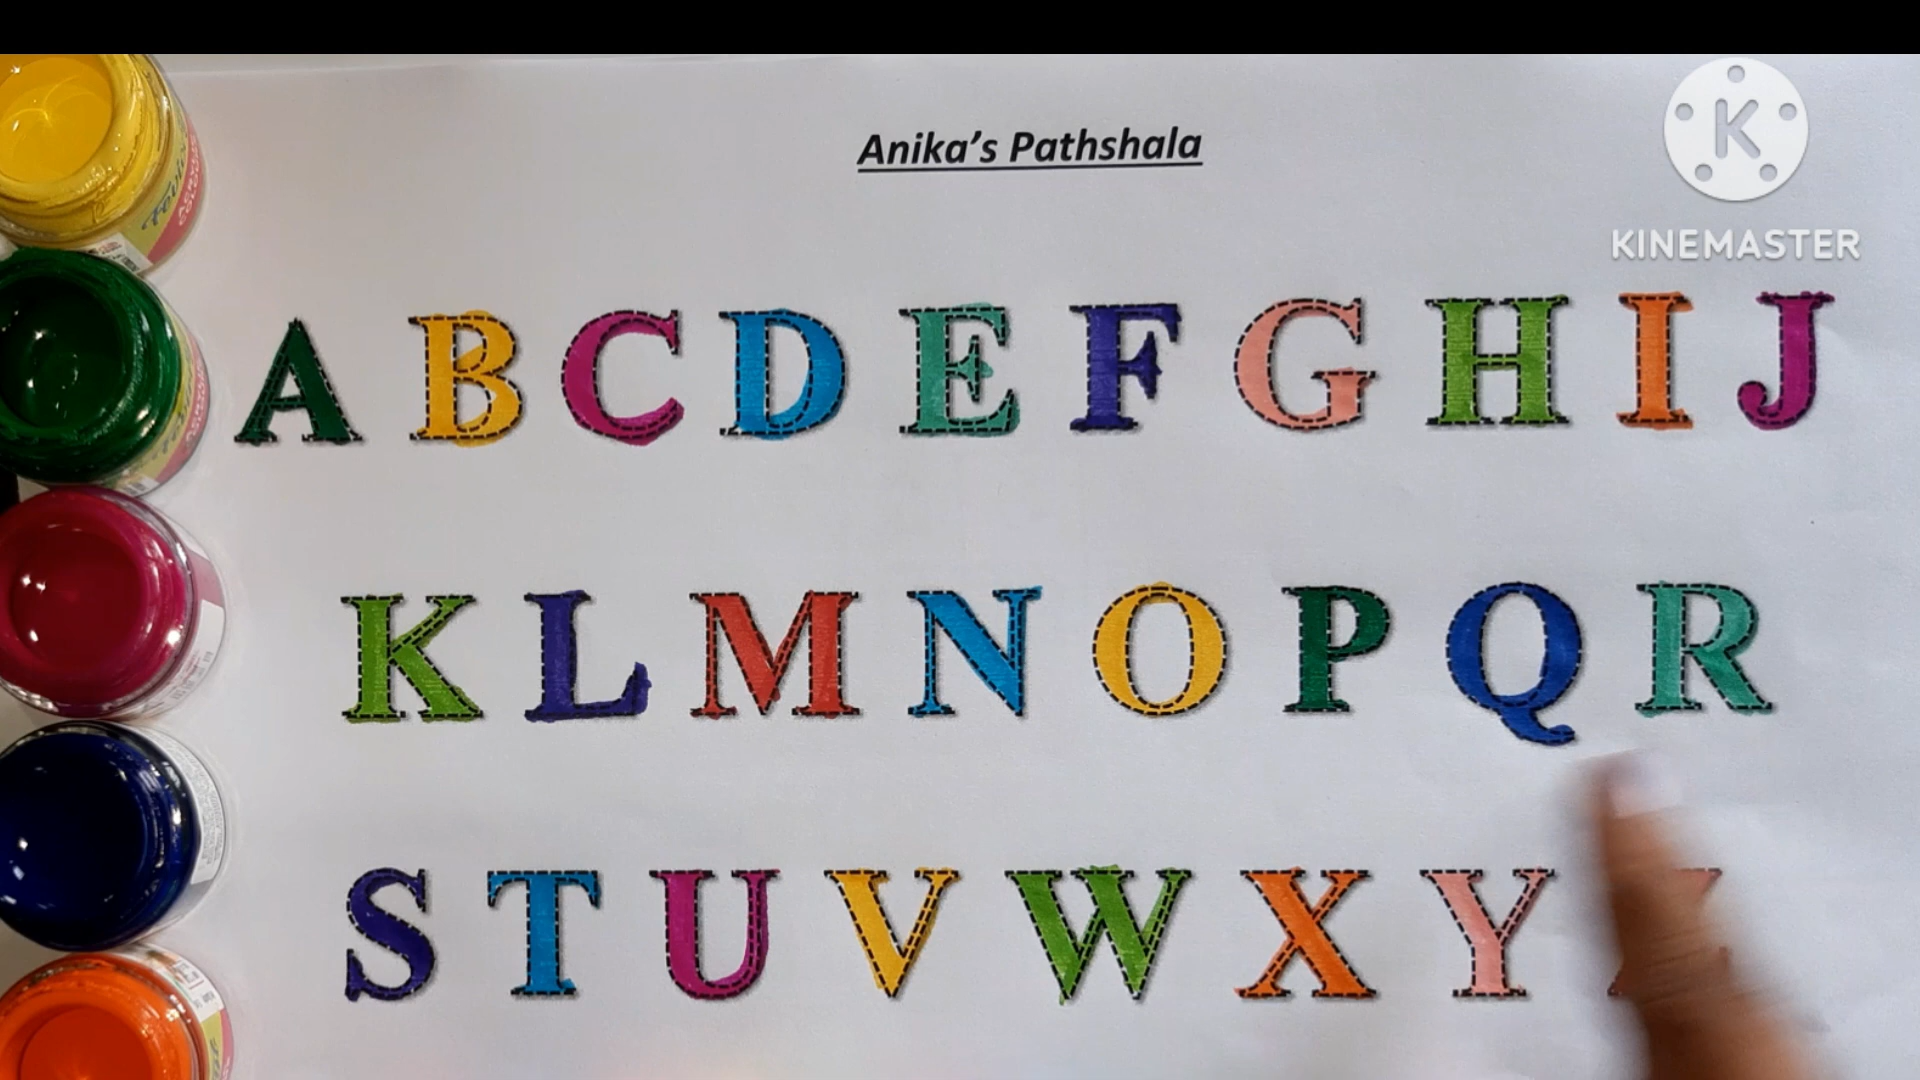 Anika's Pathshala
K
KINEMASTER
A B C D E F G H I J
K L M N O P Q R
S T U V W X Y